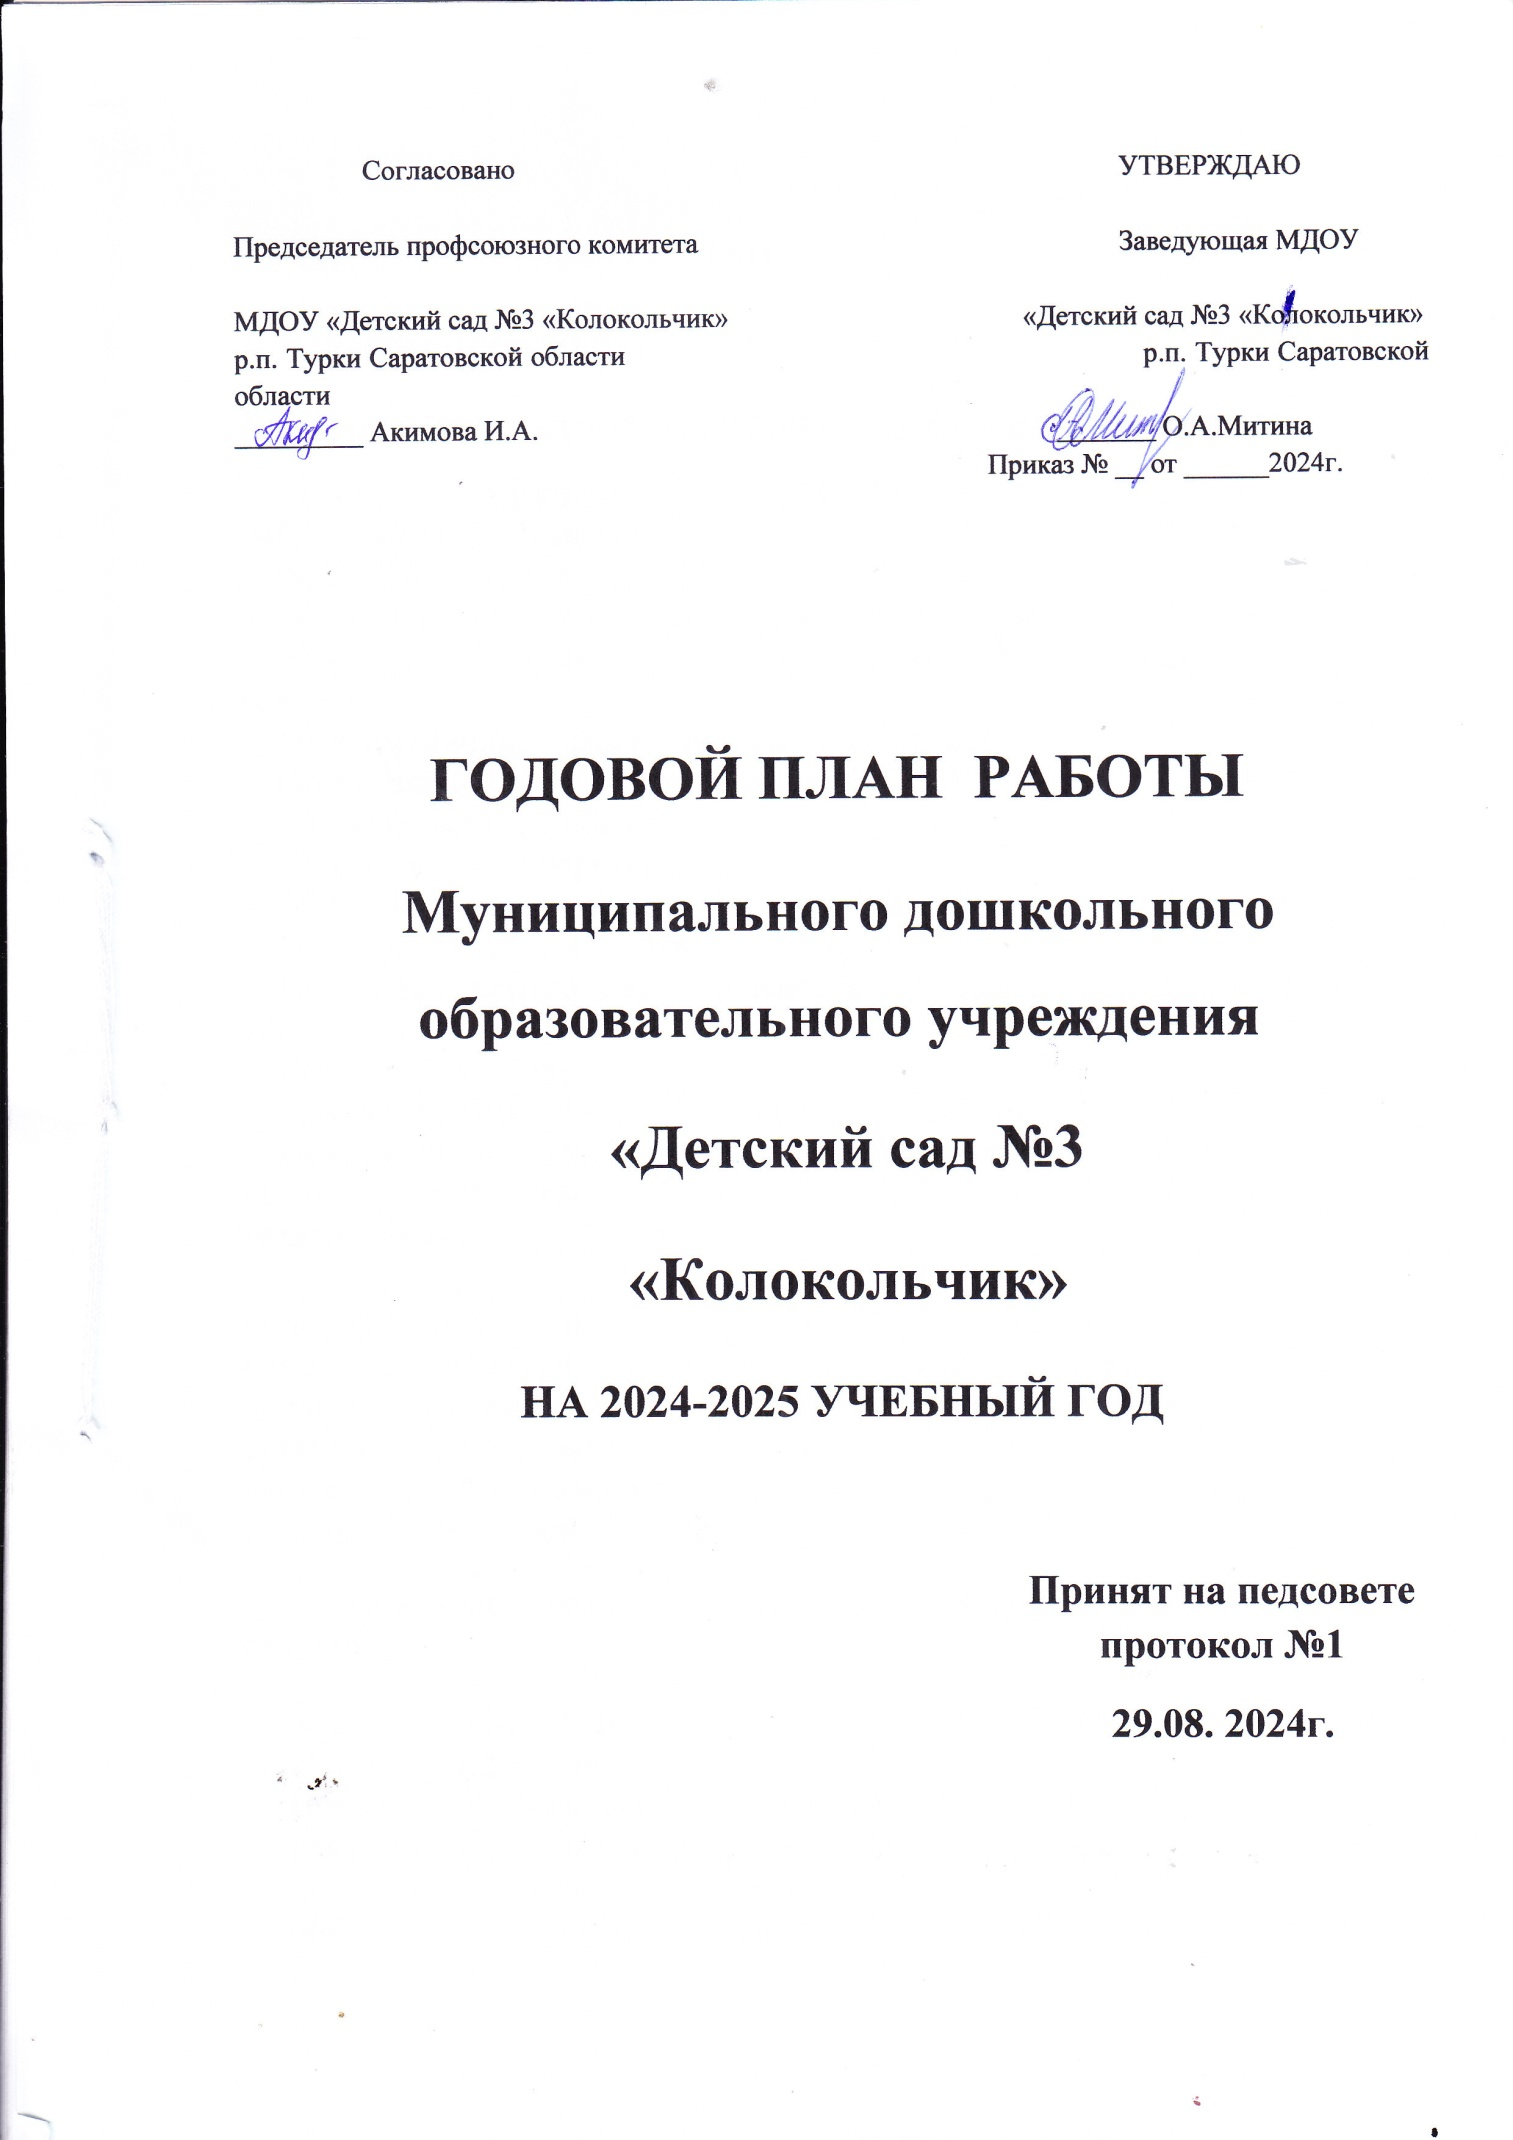 Согласовано УТВЕРЖДАЮ
Председатель профсоюзного комитета Заведующая МДОУ
МДОУ «Детский сад №3 «Колокольчик» «Детский сад №3 «Колокольчик»
р.п. Турки Саратовской области р.п. Турки Саратовской
области
_________ Акимова И.А. _______О.А.Митина
Приказ № __ от ______2024г.
ГОДОВОЙ ПЛАН РАБОТЫ
Муниципального дошкольного
образовательного учреждения
«Детский сад №3
«Колокольчик»
НА 2024-2025 УЧЕБНЫЙ ГОД
Принят на педсовете
протокол №1
29.08. 2024г.